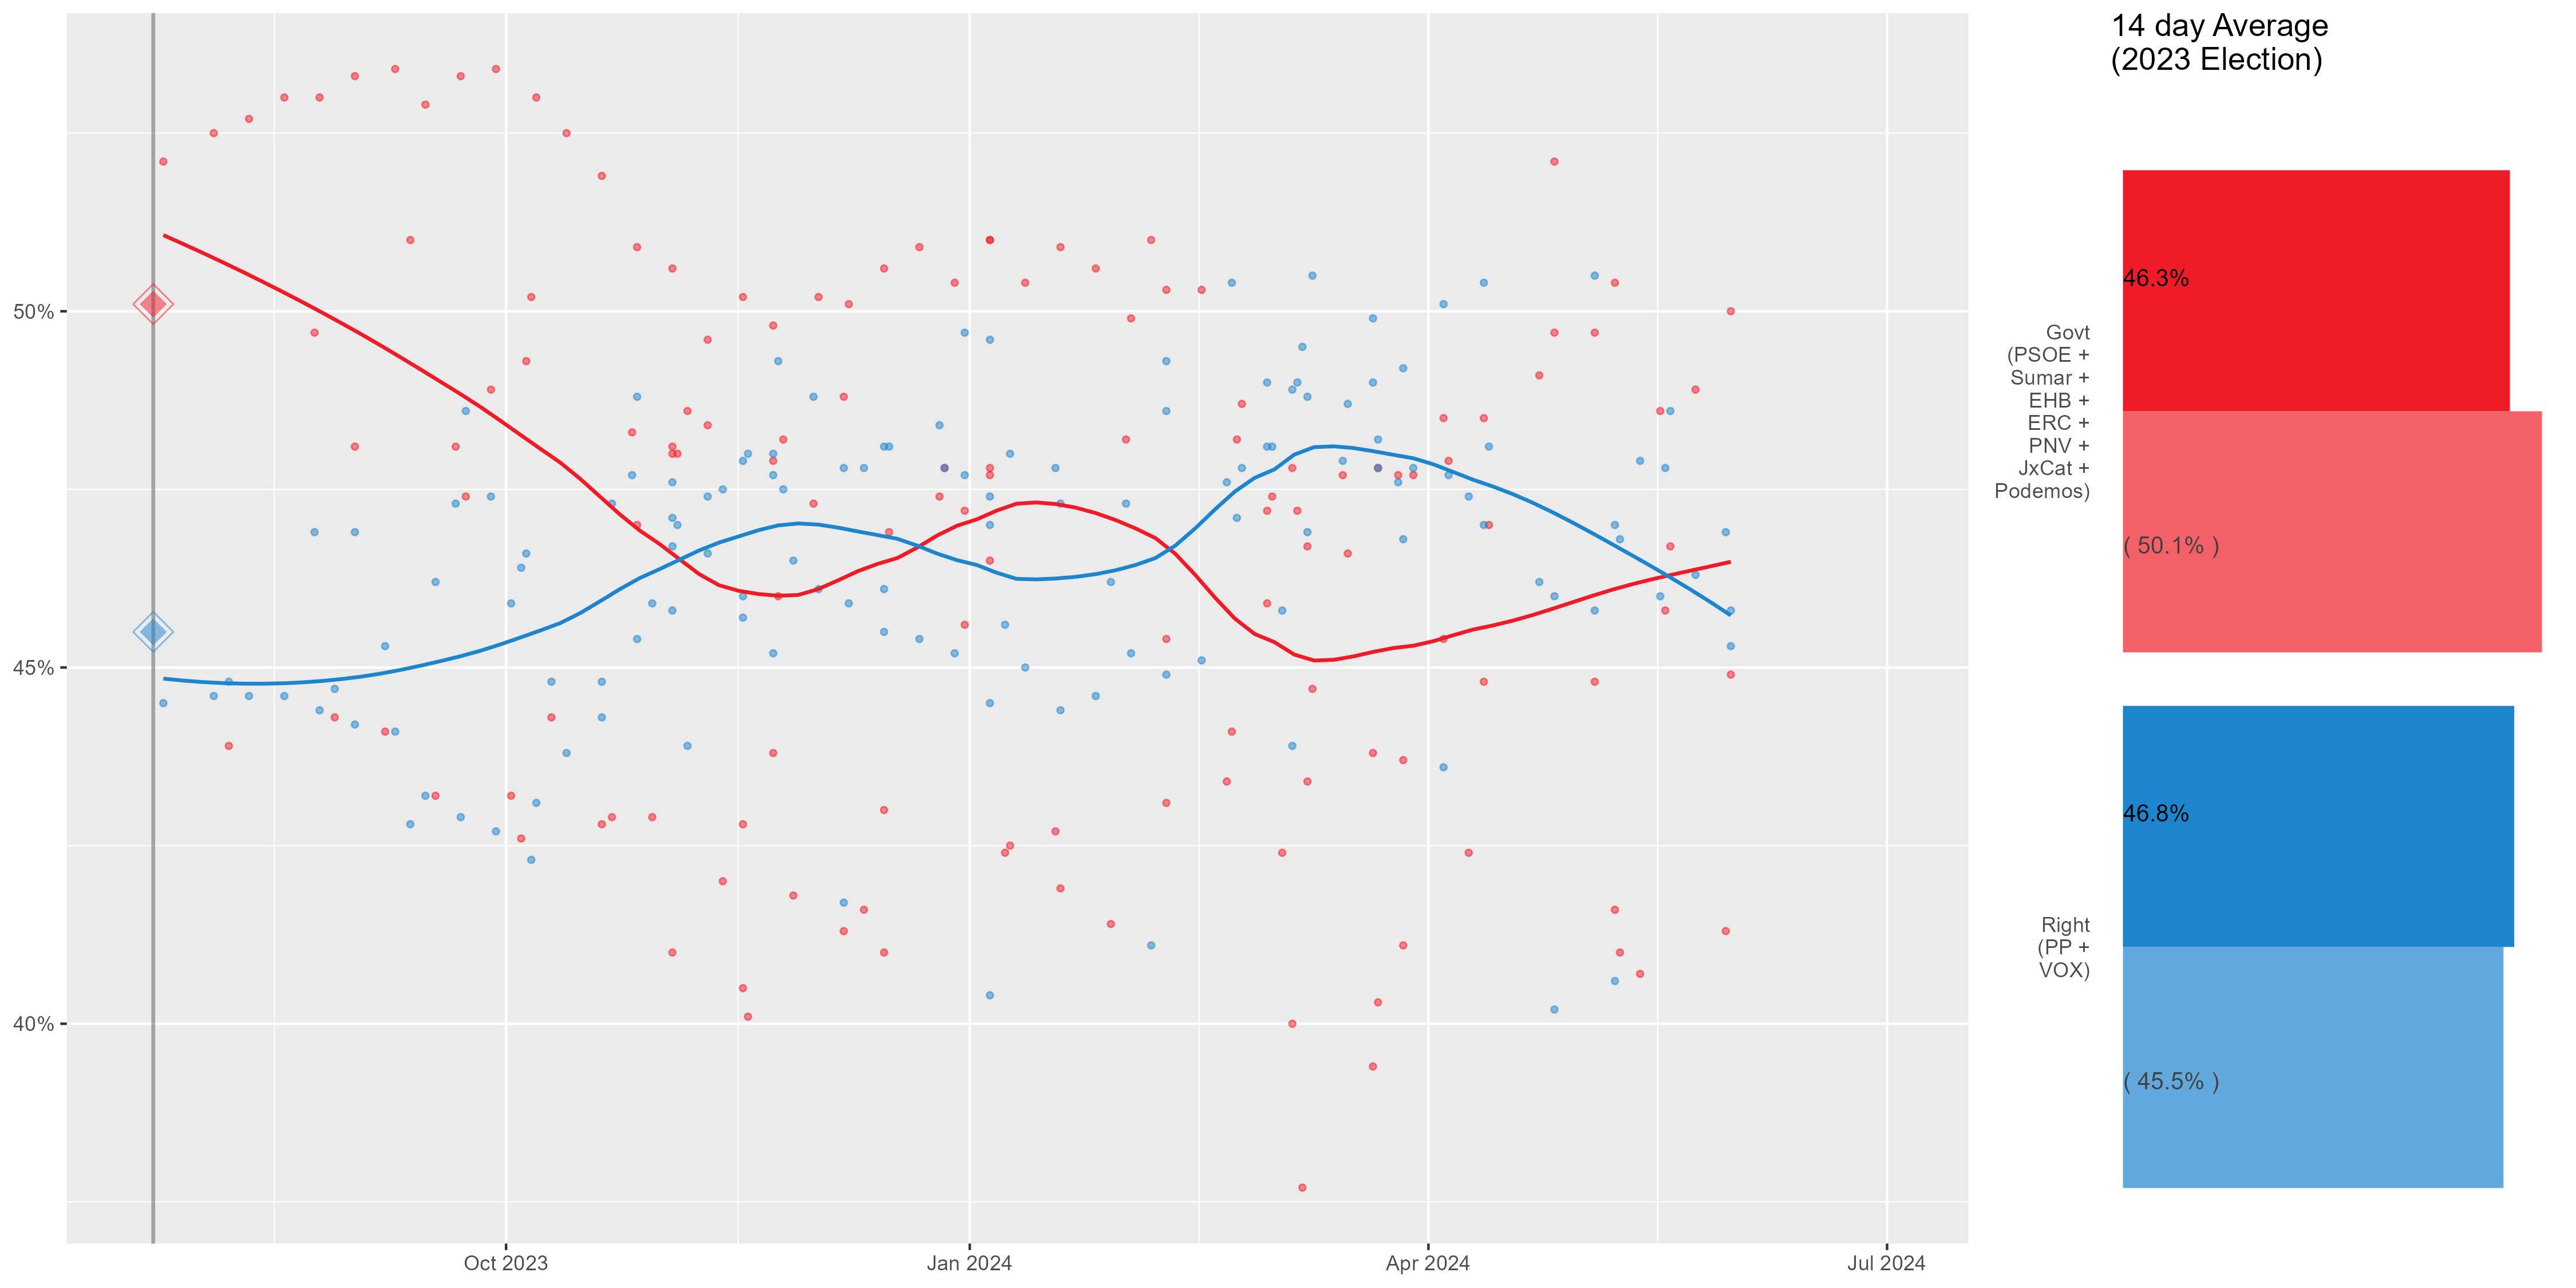 14 day Average
(2023 Election)
50%
45%
40%
Oct 2023
Jan 2024
Apr 2024
Jul 2024
Govt
(PSOE +
Sumar +
EHB +
ERC +
PNV +
JxCat +
Podemos)
46.3%
( 50.1% )
Right
(PP +
VOX)
46.8%
( 45.5% )